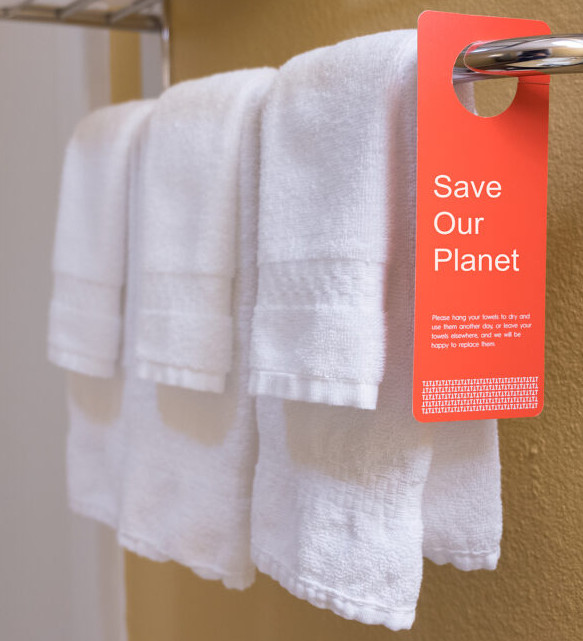 Save
Our
Planet
Please hang your towels to dry and
use them another day, or leave your
towels elsewhere, and we will be
happy to replace them.